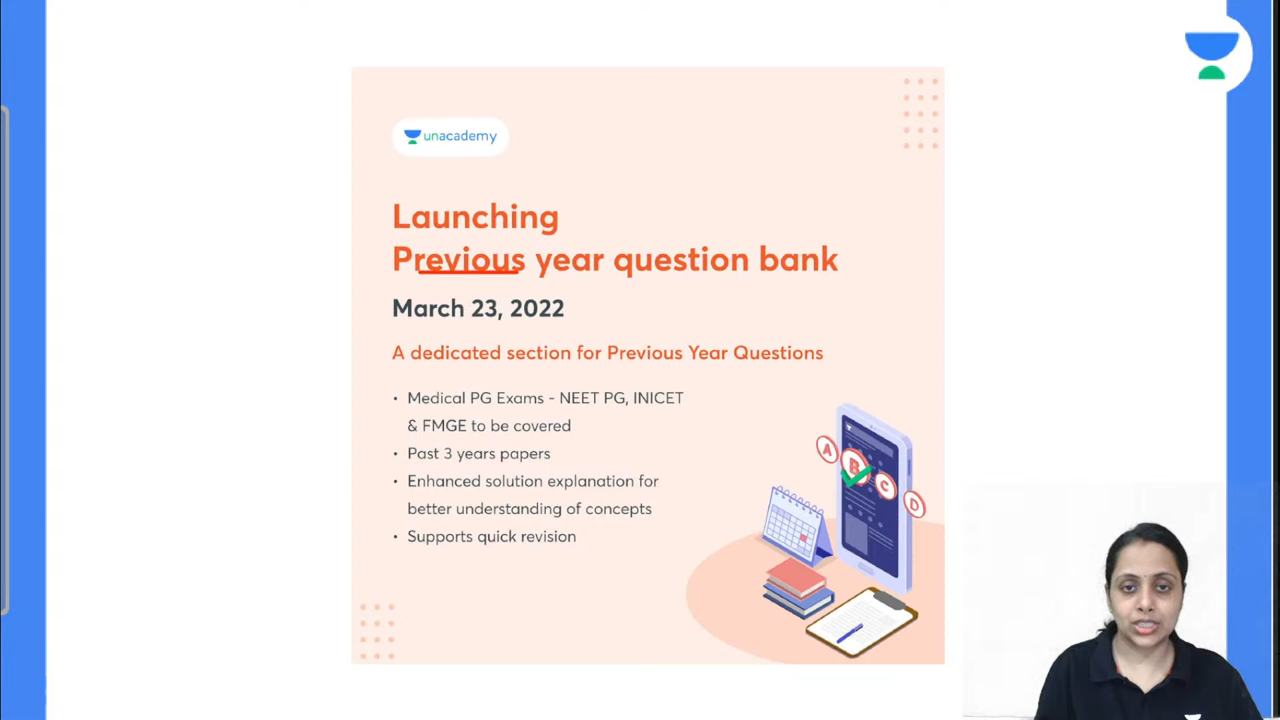 unacademy
Launching
Previous year question bank
March 23, 2022
A dedicated section for Previous Year Questions
• Medical PG Exams - NEET PG, INICET
& FMGE to be covered
• Past 3 years papers
• Enhanced solution explanation for
better understanding of concepts
• Supports quick revision
A
B
C
D